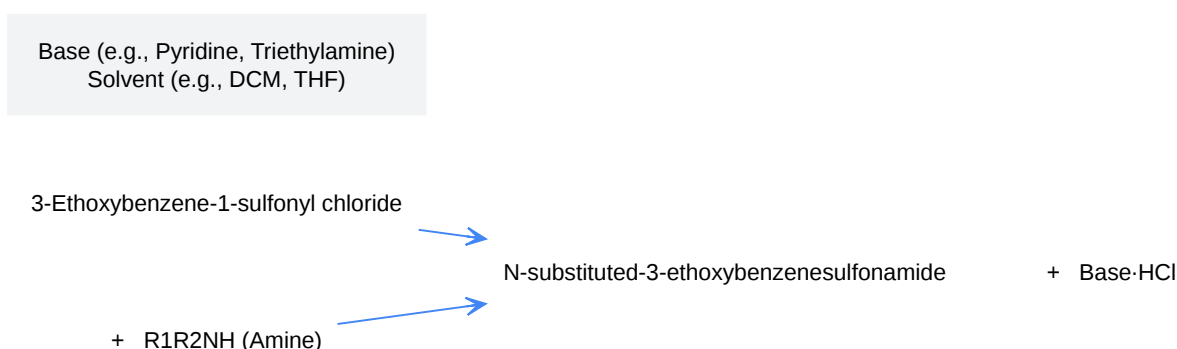 Base (e.g., Pyridine, Triethylamine)
Solvent (e.g., DCM, THF)
3-Ethoxybenzene-1-sulfonyl chloride
N-substituted-3-ethoxybenzenesulfonamide + Base·HCl
+ R1R2NH (Amine)